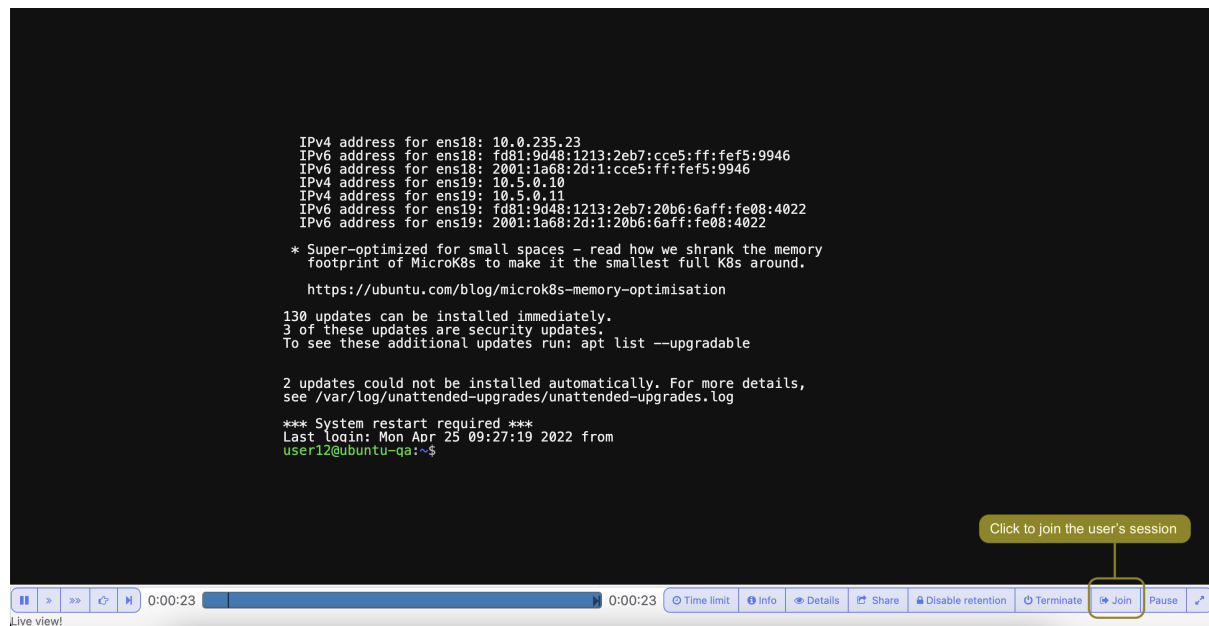 IPv4 address for ens18: 10.0.235.23
IPv6 address for ens18: fd81:9d48:1213:2eb7:cce5:ff:fef5:9946
IPv6 address for ens18: 2001:1a68:2d:1:cce5:ff:fef5:9946
IPv4 address for ens19: 10.5.0.10
IPv4 address for ens19: 10.5.0.11
IPv6 address for ens19: fd81:9d48:1213:2eb7:20b6:6aff:fe08:4022
IPv6 address for ens19: 2001:1a68:2d:1:20b6:6aff:fe08:4022
* Super-optimized for small spaces - read how we shrank the memory
footprint of MicroK8s to make it the smallest full K8s around.
https://ubuntu.com/blog/microk8s-memory-optimisation
130 updates can be installed immediately.
3 of these updates are security updates.
To see these additional updates run: apt list --upgradable
2 updates could not be installed automatically. For more details,
see /var/log/unattended-upgrades/unattended-upgrades.log
*** System restart required ***
Last login: Mon Apr 25 09:27:19 2022 from
user12@ubuntu-qa:~$
Click to join the user's session
0:00:23 0:00:23 Time limit Info Details Share Disable retention Terminate Join Pause
Live view!